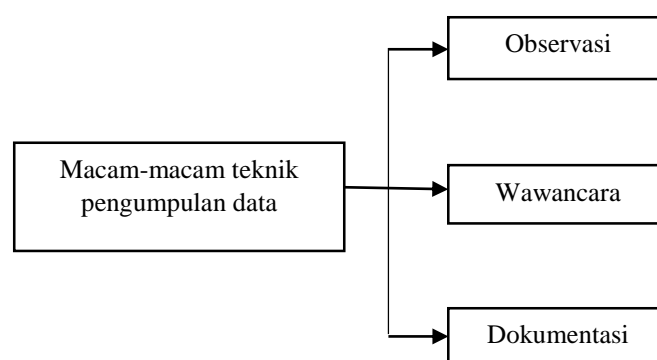 Observasi
Macam-macam teknik
pengumpulan data
Wawancara
Dokumentasi